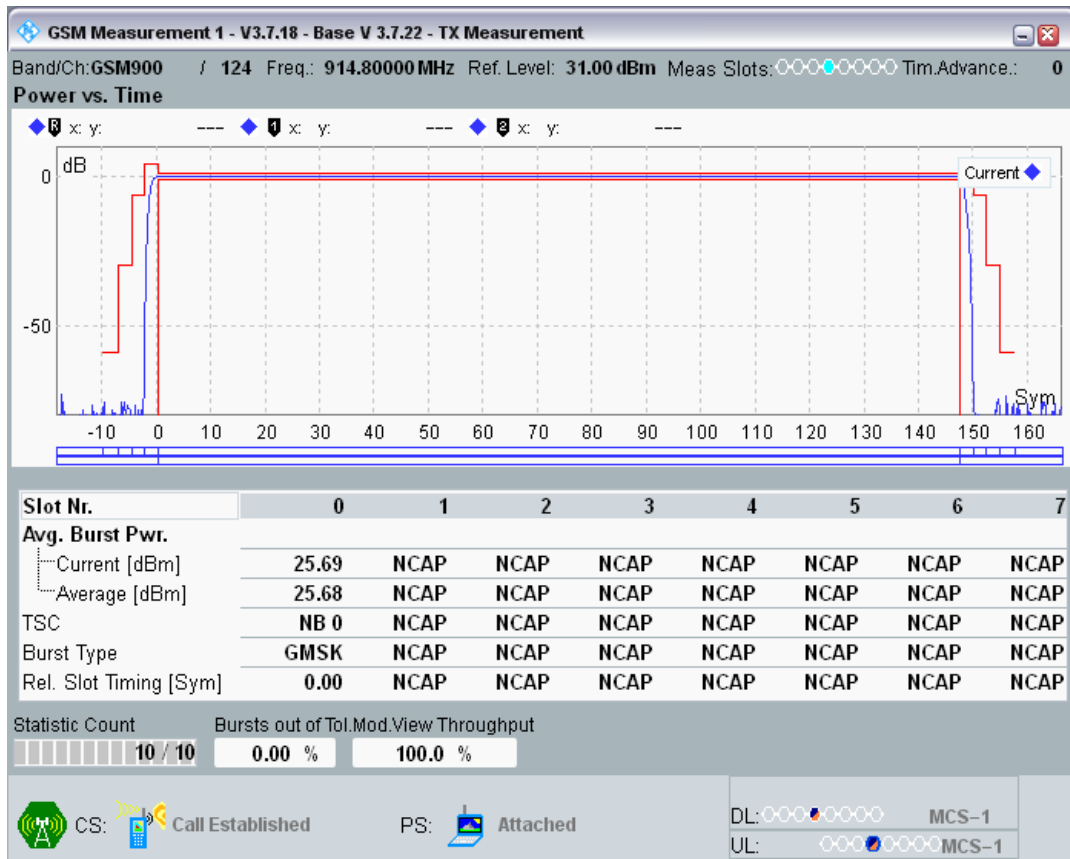 GSM Measurement 1 - V3.7.18 - Base V 3.7.22 - TX Measurement
Band/Ch:GSM900 / 124 Freq.: 914.80000 MHz Ref. Level: 31.00 dBm Meas Slots: Tim.Advance.: 0
Power vs. Time
R x: y: --- 1 x: y: --- 2 x: y: ---
dB
Current
0
-50
Sym
-10 0 10 20 30 40 50 60 70 80 90 100 110 120 130 140 150 160
Slot Nr. 0 1 2 3 4 5 6 7
Avg. Burst Pwr.
Current [dBm] 25.69 NCAP NCAP NCAP NCAP NCAP NCAP NCAP
Average [dBm] 25.68 NCAP NCAP NCAP NCAP NCAP NCAP NCAP
TSC NB 0 NCAP NCAP NCAP NCAP NCAP NCAP NCAP
Burst Type GMSK NCAP NCAP NCAP NCAP NCAP NCAP NCAP
Rel. Slot Timing [Sym] 0.00 NCAP NCAP NCAP NCAP NCAP NCAP NCAP
Statistic Count Bursts out of Tol.Mod.View Throughput
10 / 10 0.00 % 100.0 %
CS: Call Established PS: Attached DL: MCS-1
UL: MCS-1